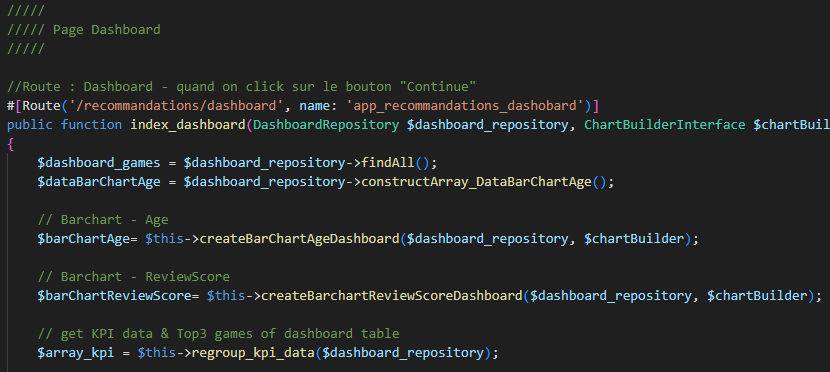 /////
///// Page Dashboard
/////
//Route : Dashboard - quand on click sur le bouton "Continue"
#[Route('/recommandations/dashboard', name: 'app_recommandations_dashobard')]
public function index_dashboard(DashboardRepository $dashboard_repository, ChartBuilderInterface $chartBuil
{
$dashboard_games = $dashboard_repository->findAll();
$dataBarChartAge = $dashboard_repository->constructArray_DataBarChartAge();
// Barchart - Age
$barChartAge= $this->createBarChartAgeDashboard($dashboard_repository, $chartBuilder);
// Barchart - ReviewScore
$barChartReviewScore= $this->createBarchartReviewScoreDashboard($dashboard_repository, $chartBuilder);
// get KPI data & Top3 games of dashboard table
$array_kpi = $this->regroup_kpi_data($dashboard_repository);